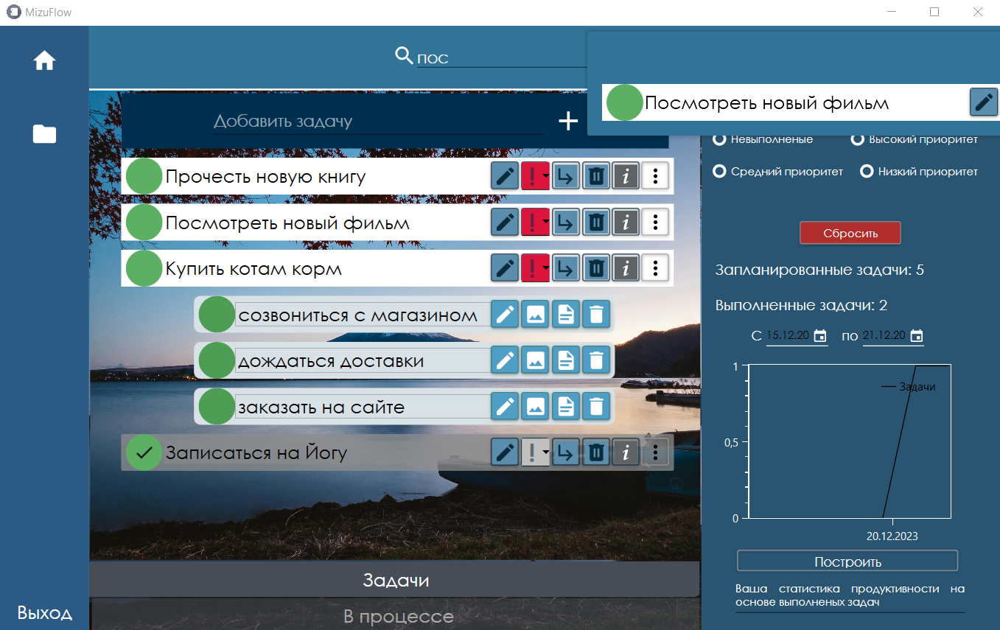 MizuFlow
пос
Посмотреть новый фильм
Добавить задачу
Невыполненые
Высокий приоритет
Средний приоритет
Низкий приоритет
Прочесть новую книгу
Посмотреть новый фильм
Купить котам корм
созвониться с магазином
дождаться доставки
заказать на сайте
Записаться на Йогу
Сбросить
Запланированные задачи: 5
Выполненные задачи: 2
С 15.12.20 по 21.12.20
1
Задачи
0,5
0
20.12.2023
Построить
Ваша статистика продуктивности на
основе выполненых задач
Задачи
В процессе
Выход